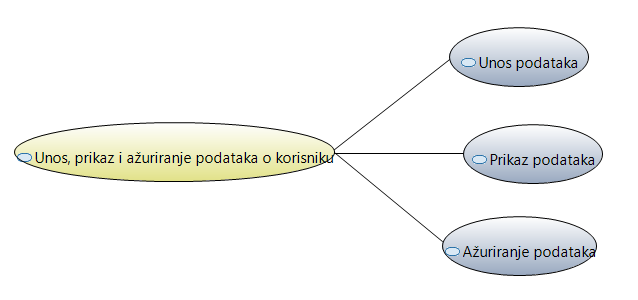 Unos podataka
Unos, prikaz i ažuriranje podataka o korisniku
Prikaz podataka
Ažuriranje podataka